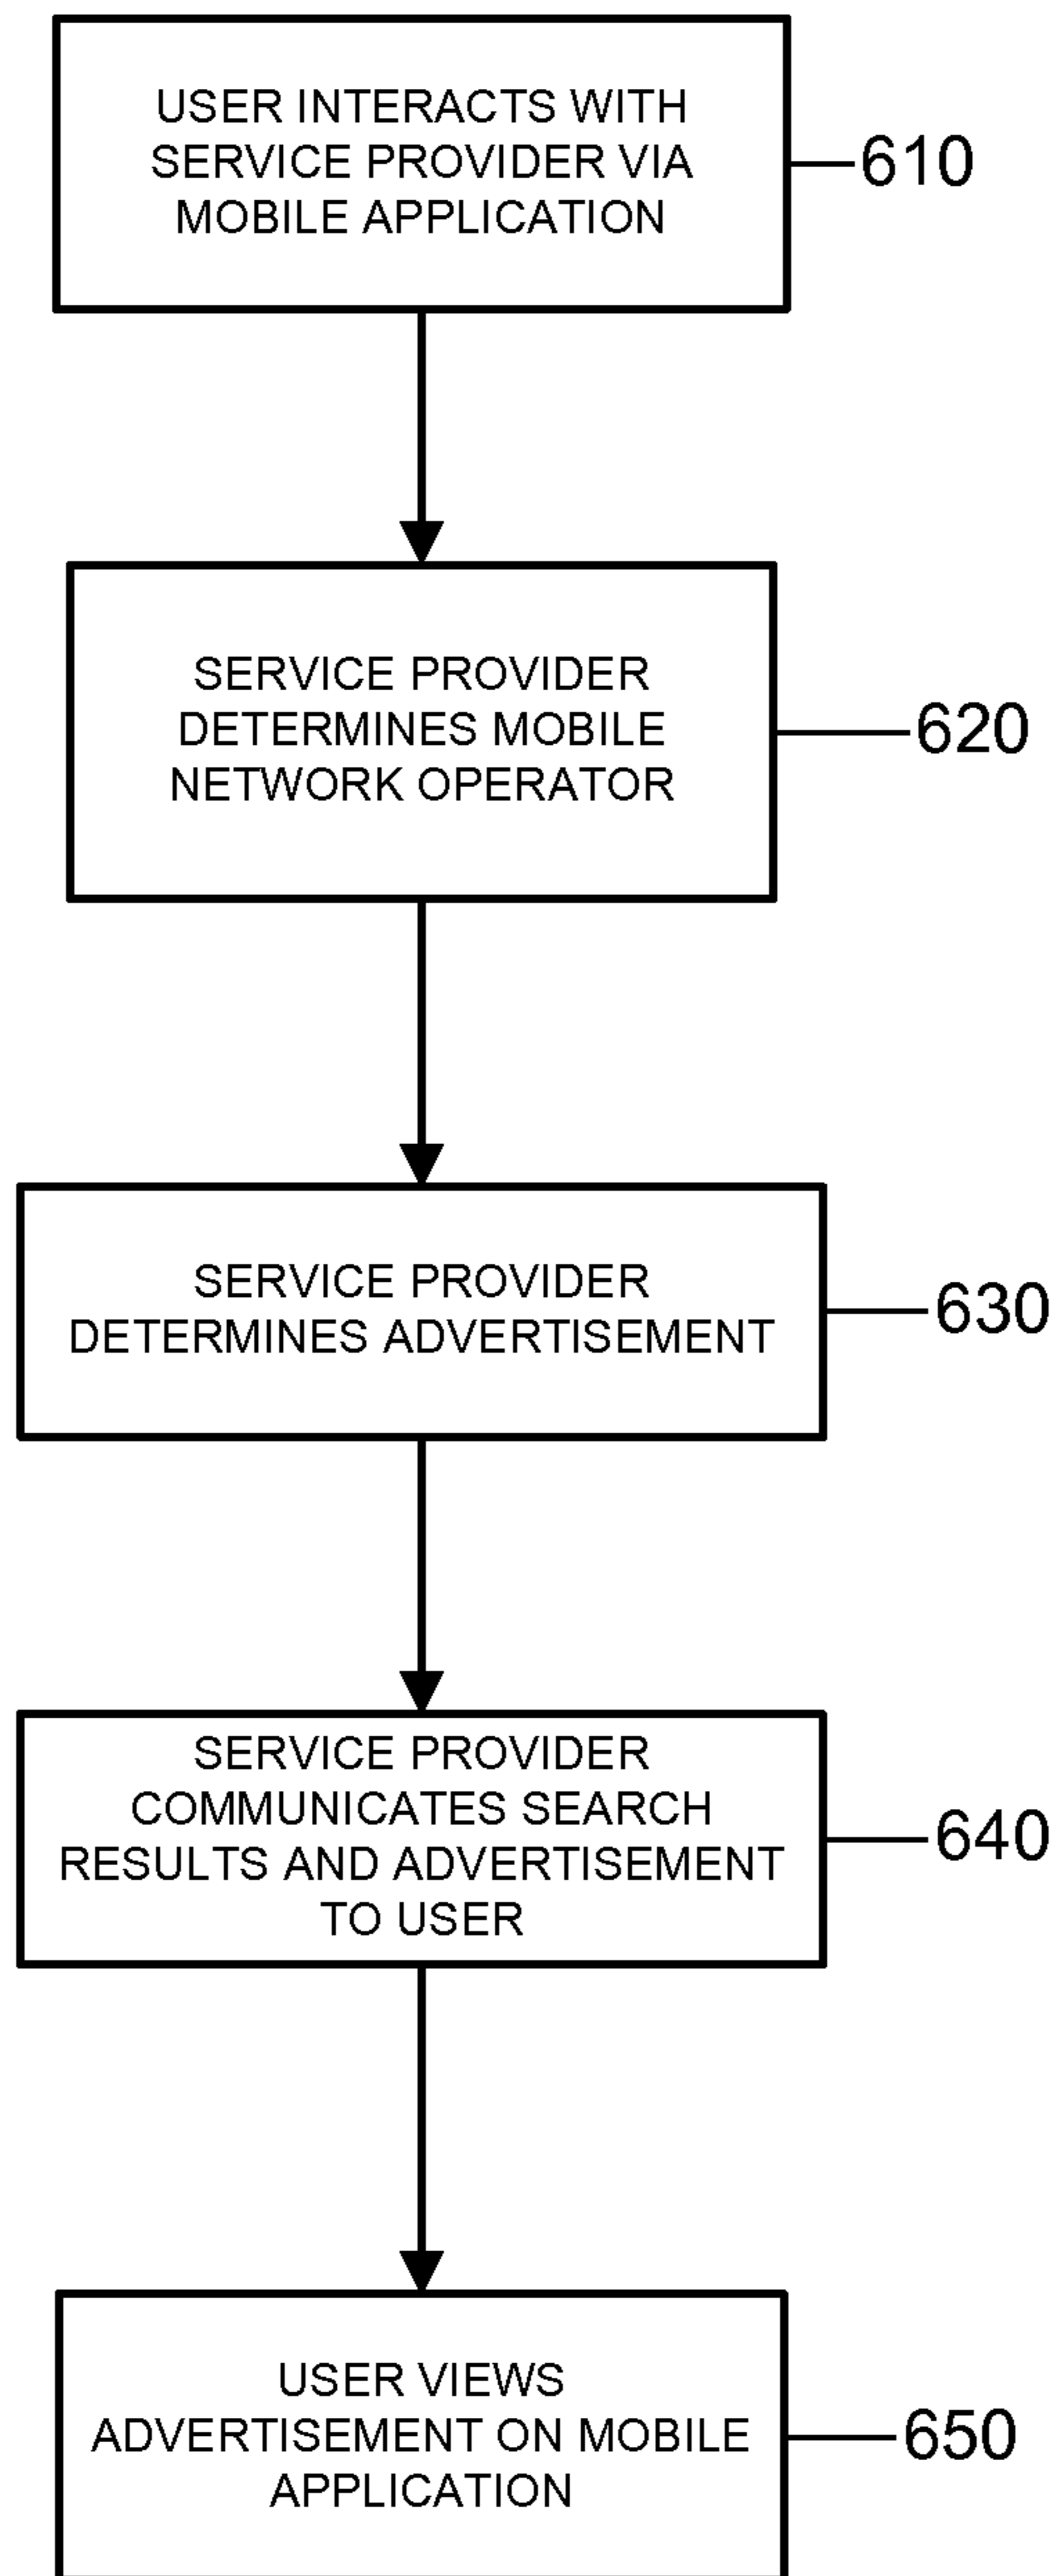 USER INTERACTS WITH
SERVICE PROVIDER VIA
MOBILE APPLICATION
610
SERVICE PROVIDER
DETERMINES MOBILE
NETWORK OPERATOR
620
SERVICE PROVIDER
DETERMINES ADVERTISEMENT
630
SERVICE PROVIDER
COMMUNICATES SEARCH
RESULTS AND ADVERTISEMENT
TO USER
640
USER VIEWS
ADVERTISEMENT ON MOBILE
APPLICATION
650